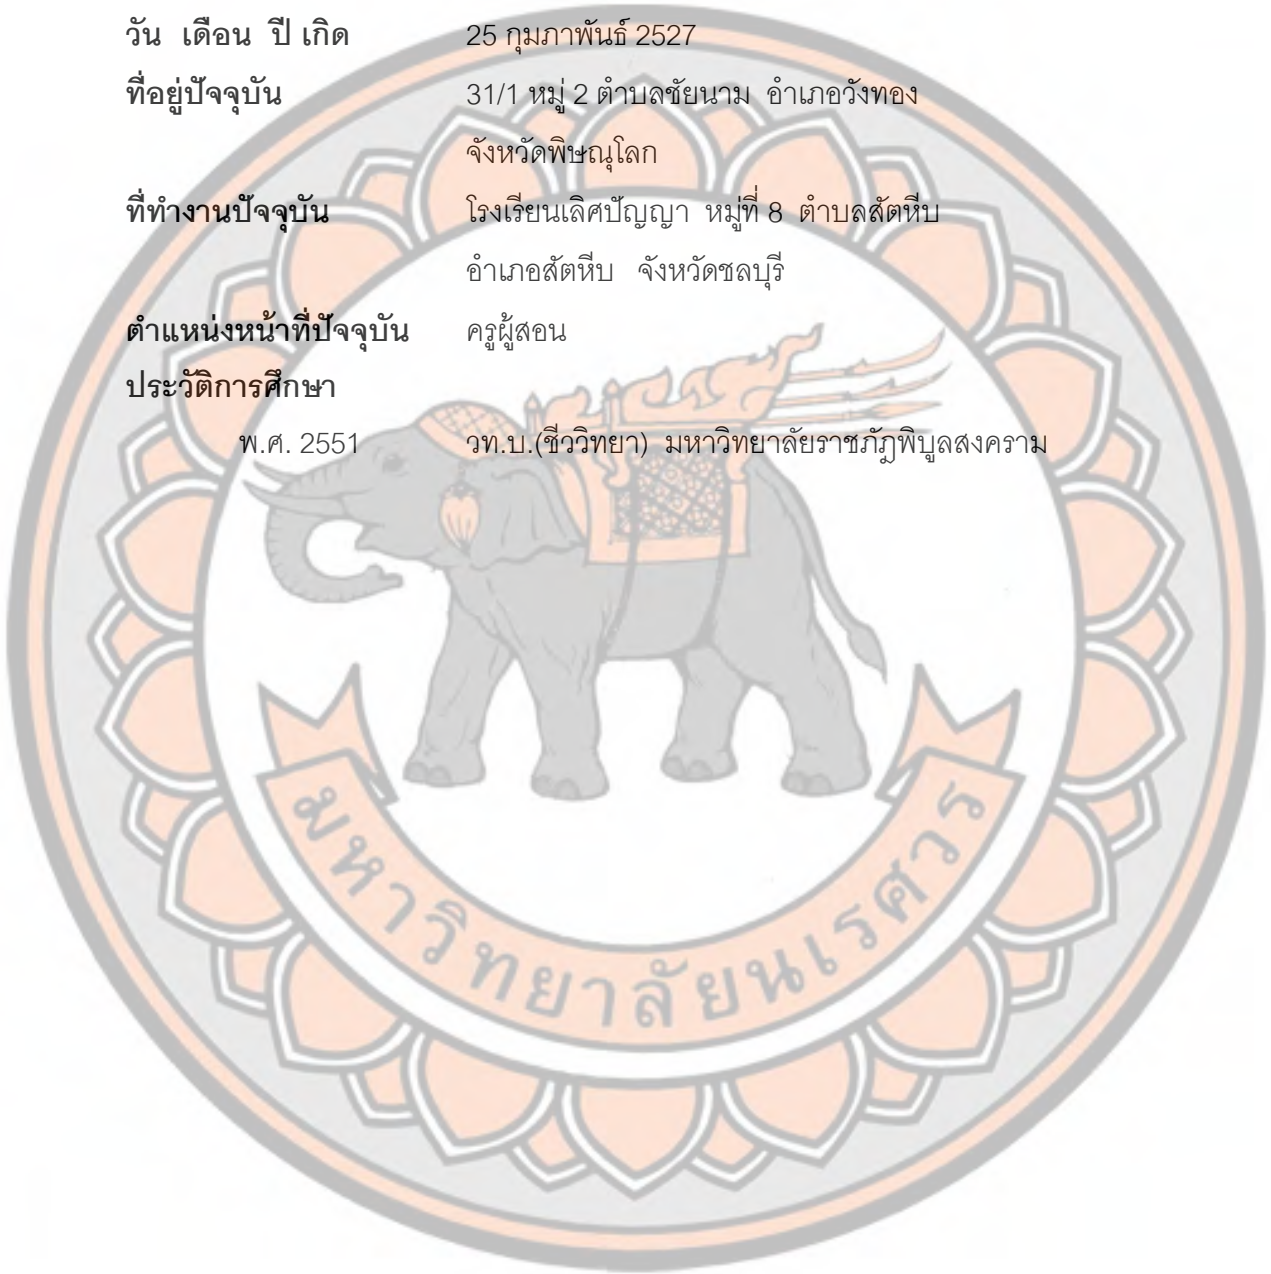 วัน เดือน ปี เกิด 25 กุมภาพันธ์ 2527
ที่อยู่ปัจจุบัน 31/1 หมู่ 2 ตำบลชัยนาม อำเภอวังทอง
จังหวัดพิษณุโลก
ที่ทำงานปัจจุบัน โรงเรียนเลิศปัญญา หมู่ที่ 8 ตำบลสัตหีบ
อำเภอสัตหีบ จังหวัดชลบุรี
ตำแหน่งหน้าที่ปัจจุบัน ครูผู้สอน
ประวัติการศึกษา
พ.ศ. 2551 วท.บ.(ชีววิทยา) มหาวิทยาลัยราชภัฏพิบูลสงคราม
มหาวิทยาลัยนเรศวร